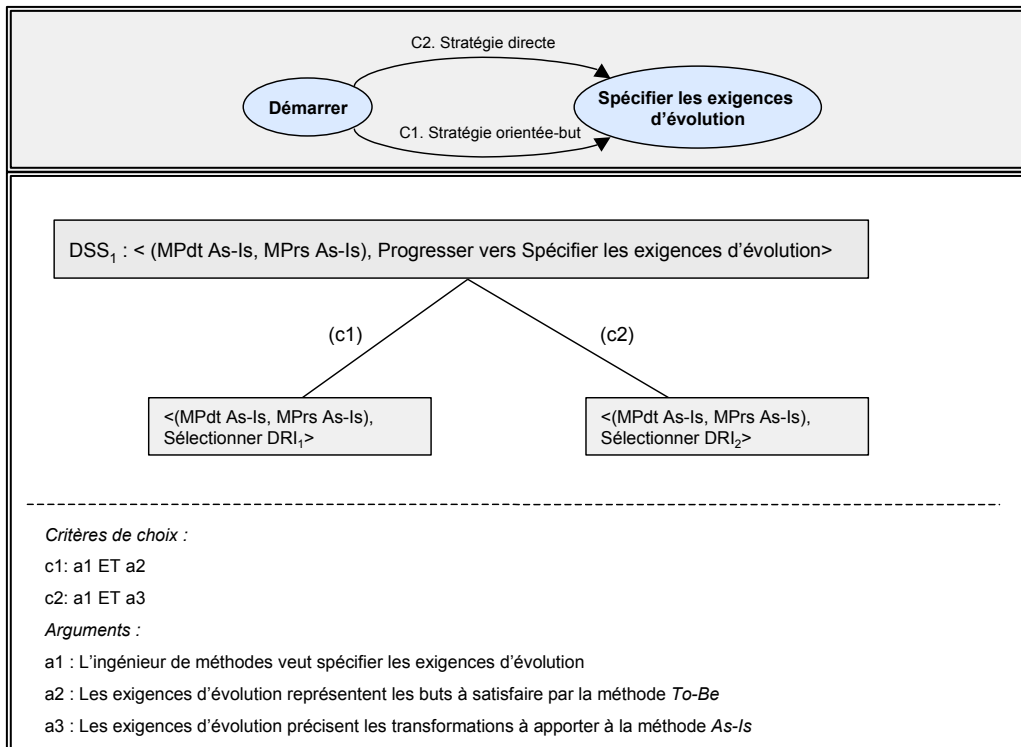 C2. Stratégie directe
Démarrer
Spécifier les exigences
d’évolution
C1. Stratégie orientée-but
DSS₁ : < (MPdt As-Is, MPrs As-Is), Progresser vers Spécifier les exigences d’évolution>
(c1)
(c2)
<(MPdt As-Is, MPrs As-Is),
Sélectionner DRI₁>
<(MPdt As-Is, MPrs As-Is),
Sélectionner DRI₂>
Critères de choix :
c1: a1 ET a2
c2: a1 ET a3
Arguments :
a1 : L’ingénieur de méthodes veut spécifier les exigences d’évolution
a2 : Les exigences d’évolution représentent les buts à satisfaire par la méthode To-Be
a3 : Les exigences d’évolution précisent les transformations à apporter à la méthode As-Is